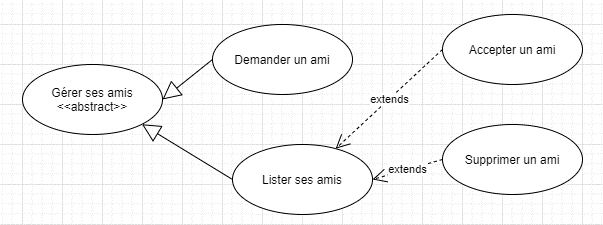 Accepter un ami
Demander un ami
Gérer ses amis
<<abstract>>
extends
Supprimer un ami
extends
Lister ses amis